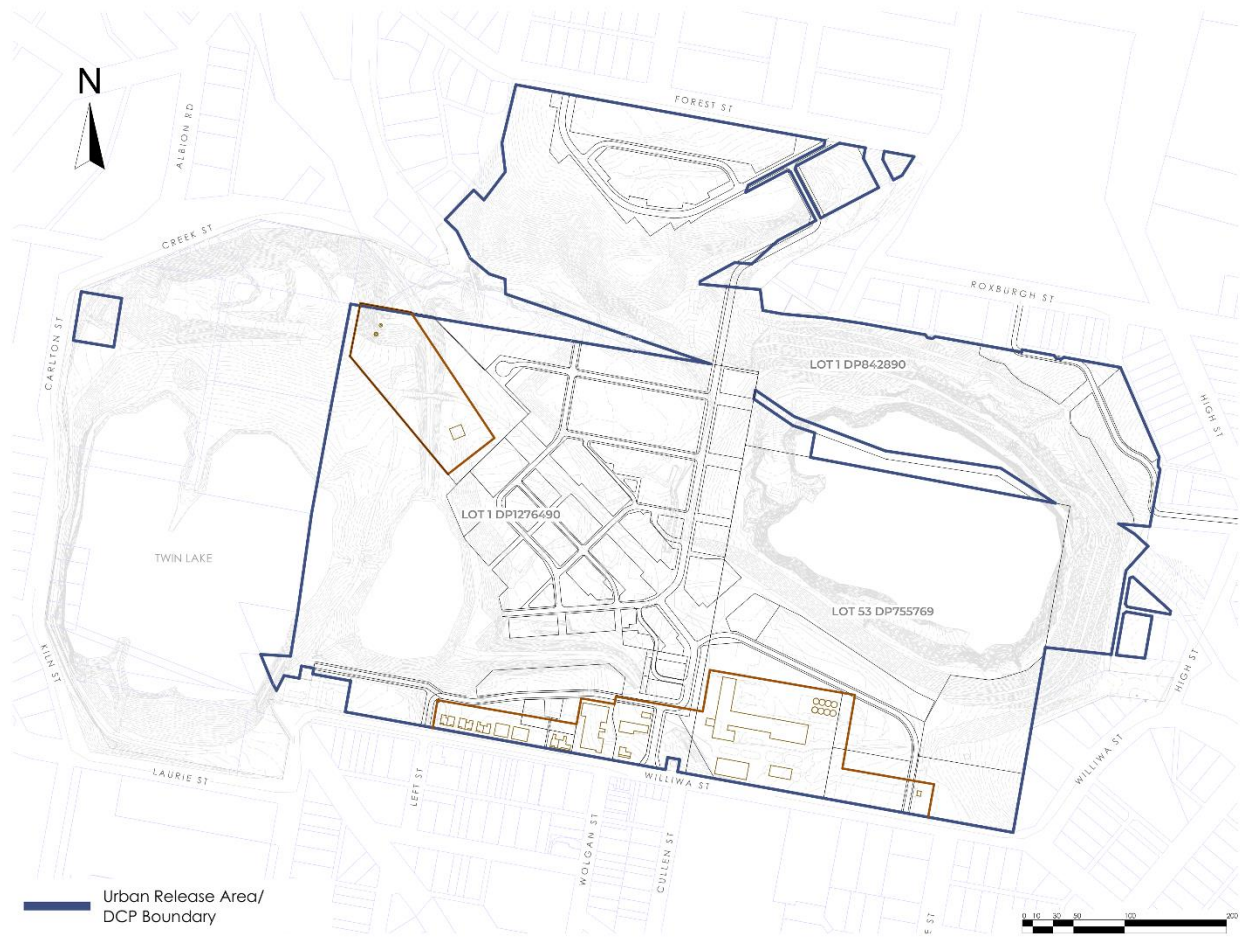 N
FOREST ST
ALBION RD
CREEK ST
ROXBURGH ST
CARLTON ST
LOT 1 DP842890
HIGH ST
LOT 1 DP1276490
TWIN LAKE
LOT 53 DP755769
KILN ST
HIGH ST
LAURIE ST
LEFT ST
WILLIWA ST
WILLIWA ST
WOLGAN ST
CULLEN ST
E ST
Urban Release Area/
DCP Boundary
0 10 30 50 100 200